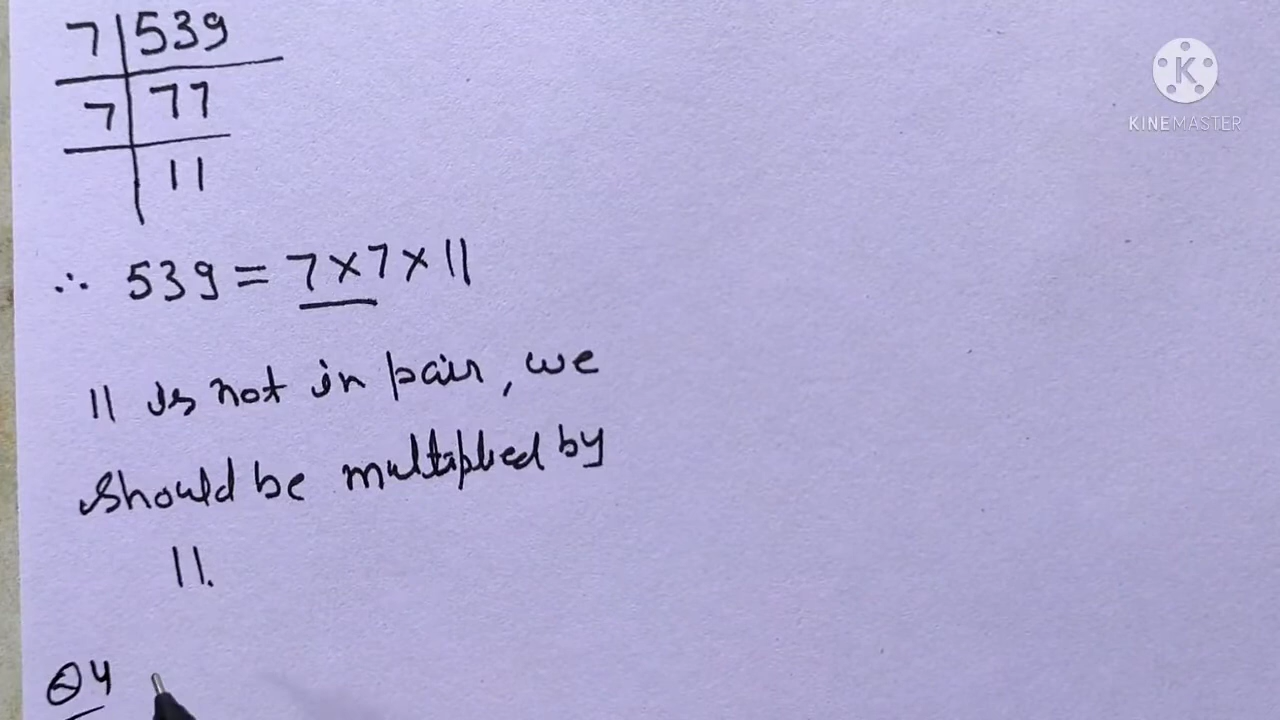 7 539
7 77
11
K
KINEMASTER
∴ 539 = 7×7×11
11 is not in pair, we
should be multiplied by
11.
Q4